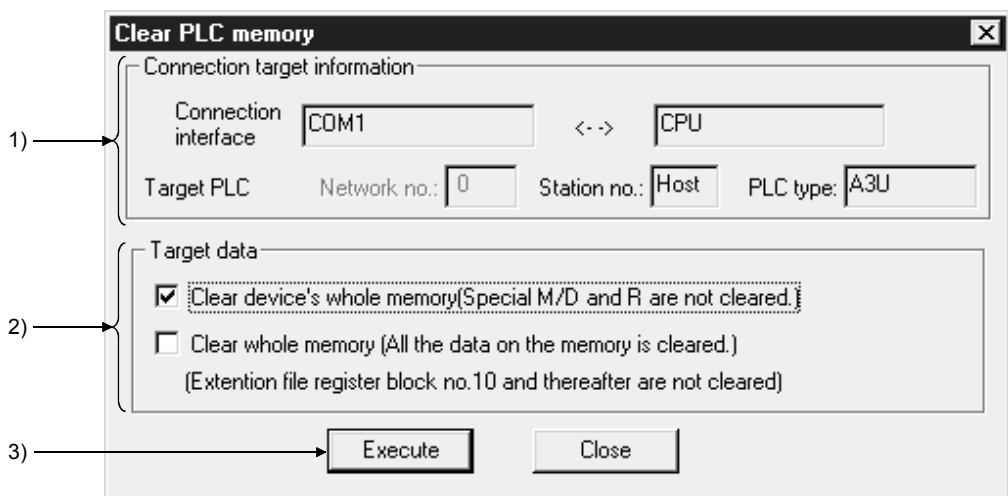 Clear PLC memory
1)
Connection target information
Connection interface COM1 <--> CPU
Target PLC Network no.: 0 Station no.: Host PLC type: A3U
2)
Target data
Clear device's whole memory(Special M/D and R are not cleared.)
Clear whole memory (All the data on the memory is cleared.)
(Extention file register block no.10 and thereafter are not cleared)
3)
Execute Close